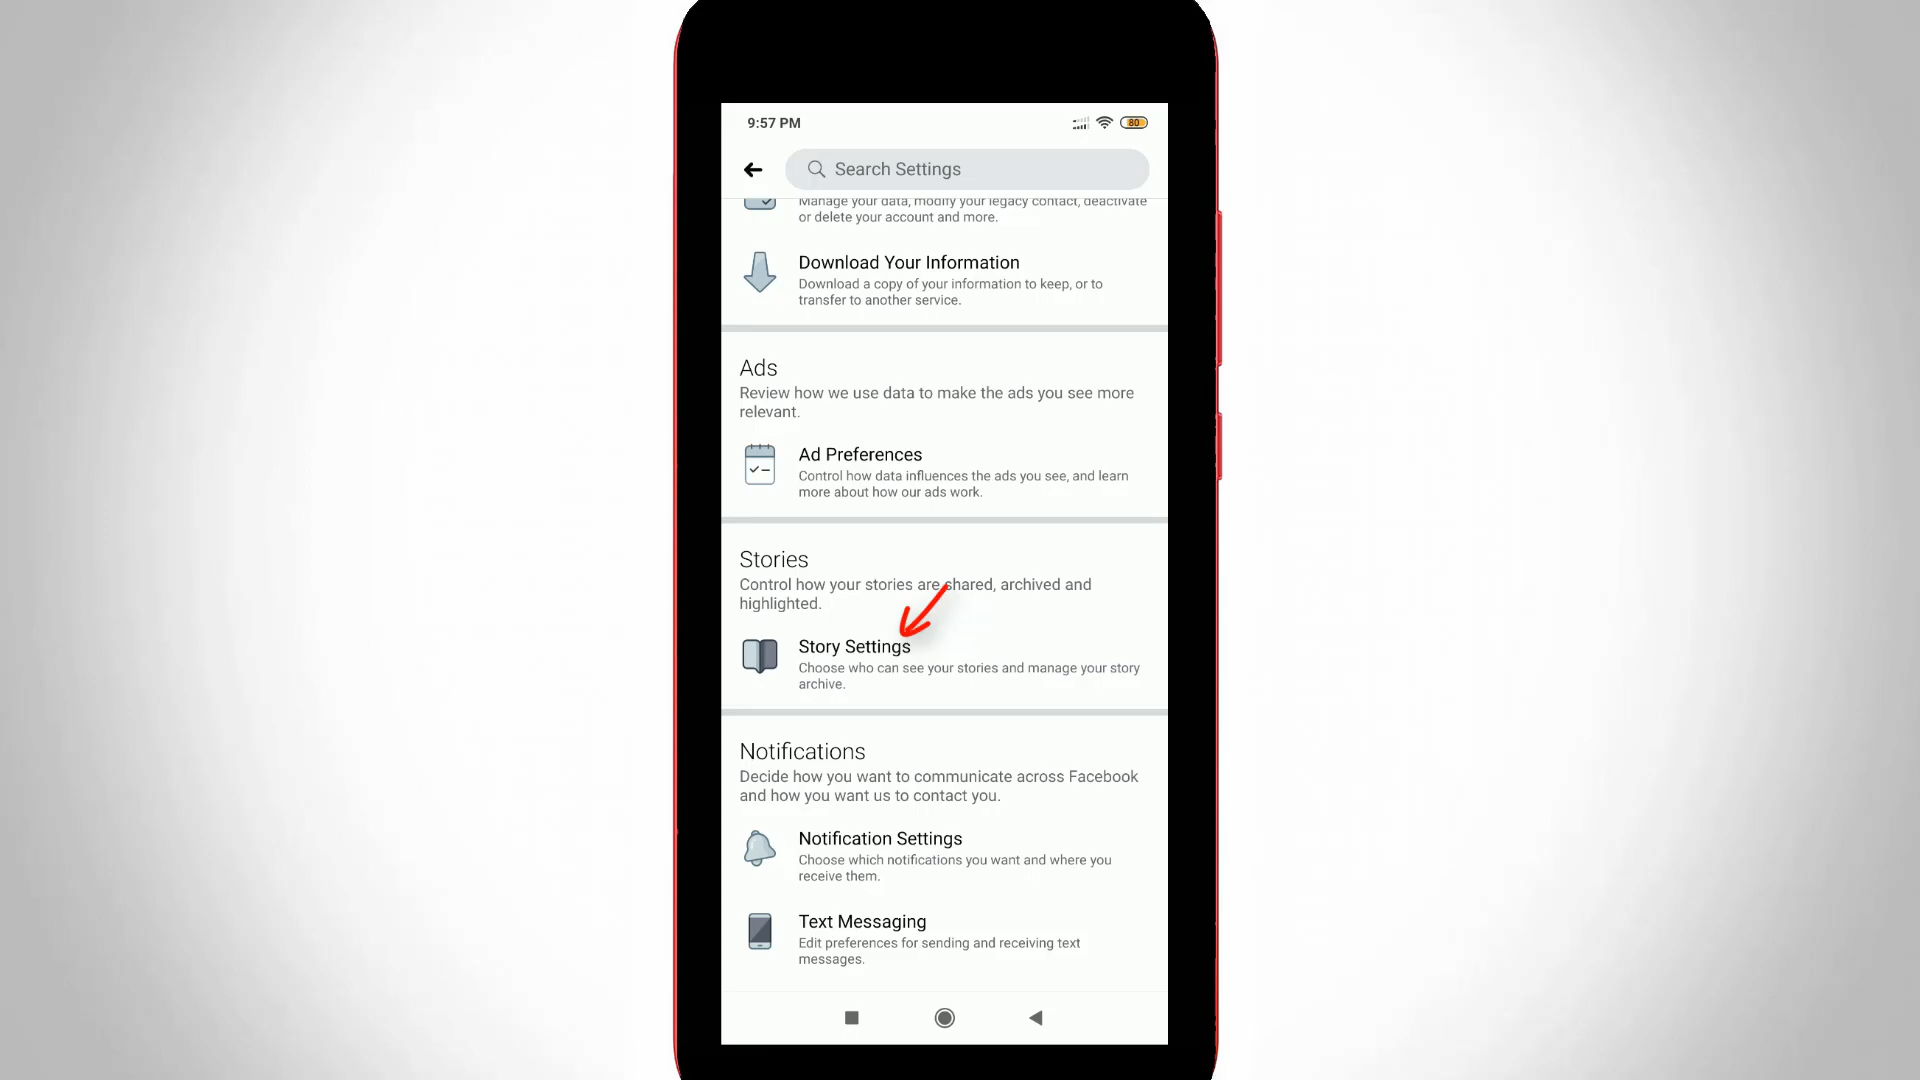 9:57 PM
80
Search Settings
Manage your data, modify your legacy contact, deactivate
or delete your account and more.
Download Your Information
Download a copy of your information to keep, or to
transfer to another service.
Ads
Review how we use data to make the ads you see more
relevant.
Ad Preferences
Control how data influences the ads you see, and learn
more about how our ads work.
Stories
Control how your stories are shared, archived and
highlighted.
Story Settings
Choose who can see your stories and manage your story
archive.
Notifications
Decide how you want to communicate across Facebook
and how you want us to contact you.
Notification Settings
Choose which notifications you want and where you
receive them.
Text Messaging
Edit preferences for sending and receiving text
messages.